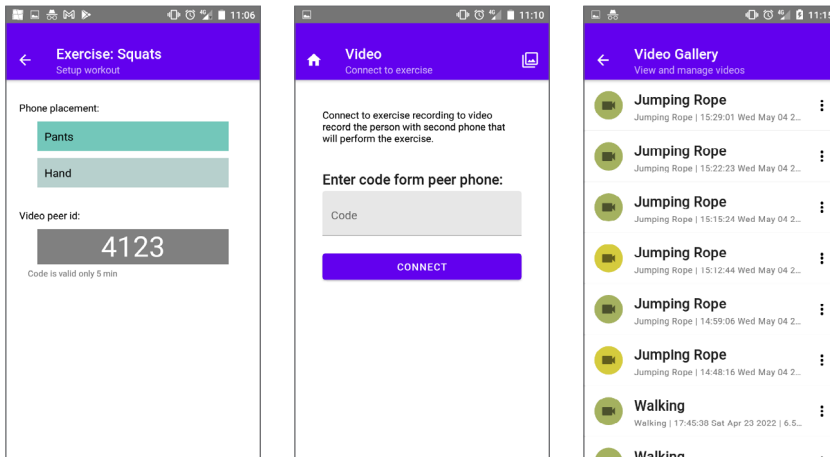 11:06
Exercise: Squats
Setup workout
Phone placement:
Pants
Hand
Video peer id:
4123
Code is valid only 5 min
11:10
Video
Connect to exercise
Connect to exercise recording to video
record the person with second phone that
will perform the exercise.
Enter code form peer phone:
Code
CONNECT
11:15
Video Gallery
View and manage videos
Jumping Rope
Jumping Rope | 15:29:01 Wed May 04 2...
Jumping Rope
Jumping Rope | 15:22:23 Wed May 04 2...
Jumping Rope
Jumping Rope | 15:15:24 Wed May 04 2...
Jumping Rope
Jumping Rope | 15:12:44 Wed May 04 2...
Jumping Rope
Jumping Rope | 14:59:06 Wed May 04 2...
Jumping Rope
Jumping Rope | 14:48:16 Wed May 04 2...
Walking
Walking | 17:45:38 Sat Apr 23 2022 | 6.5...
Walking